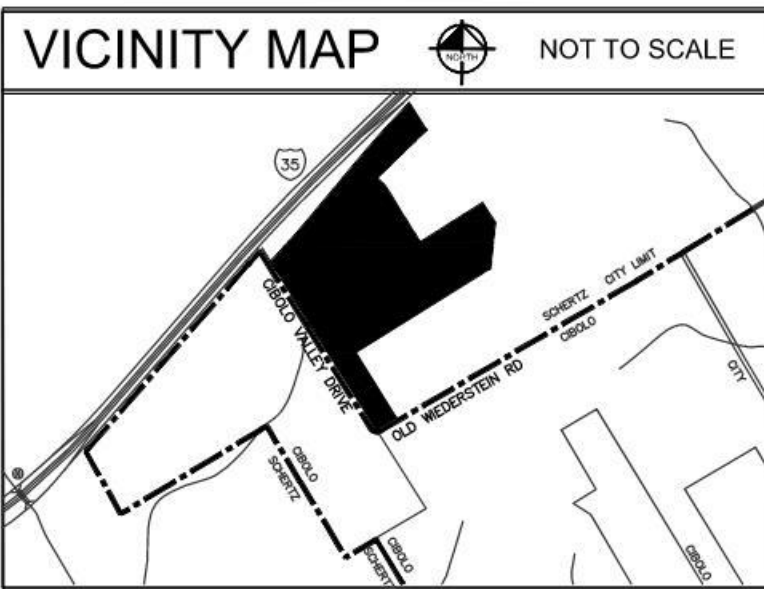 VICINITY MAP
NORTH
NOT TO SCALE
35
CIBOLO VALLEY DRIVE
SCHERTZ CITY LIMIT
CIBOLO
OLD WIEDERSTEIN RD
CITY
CIBOLO
SCHERTZ
CIBOLO
SCHERTZ
CIBOLO